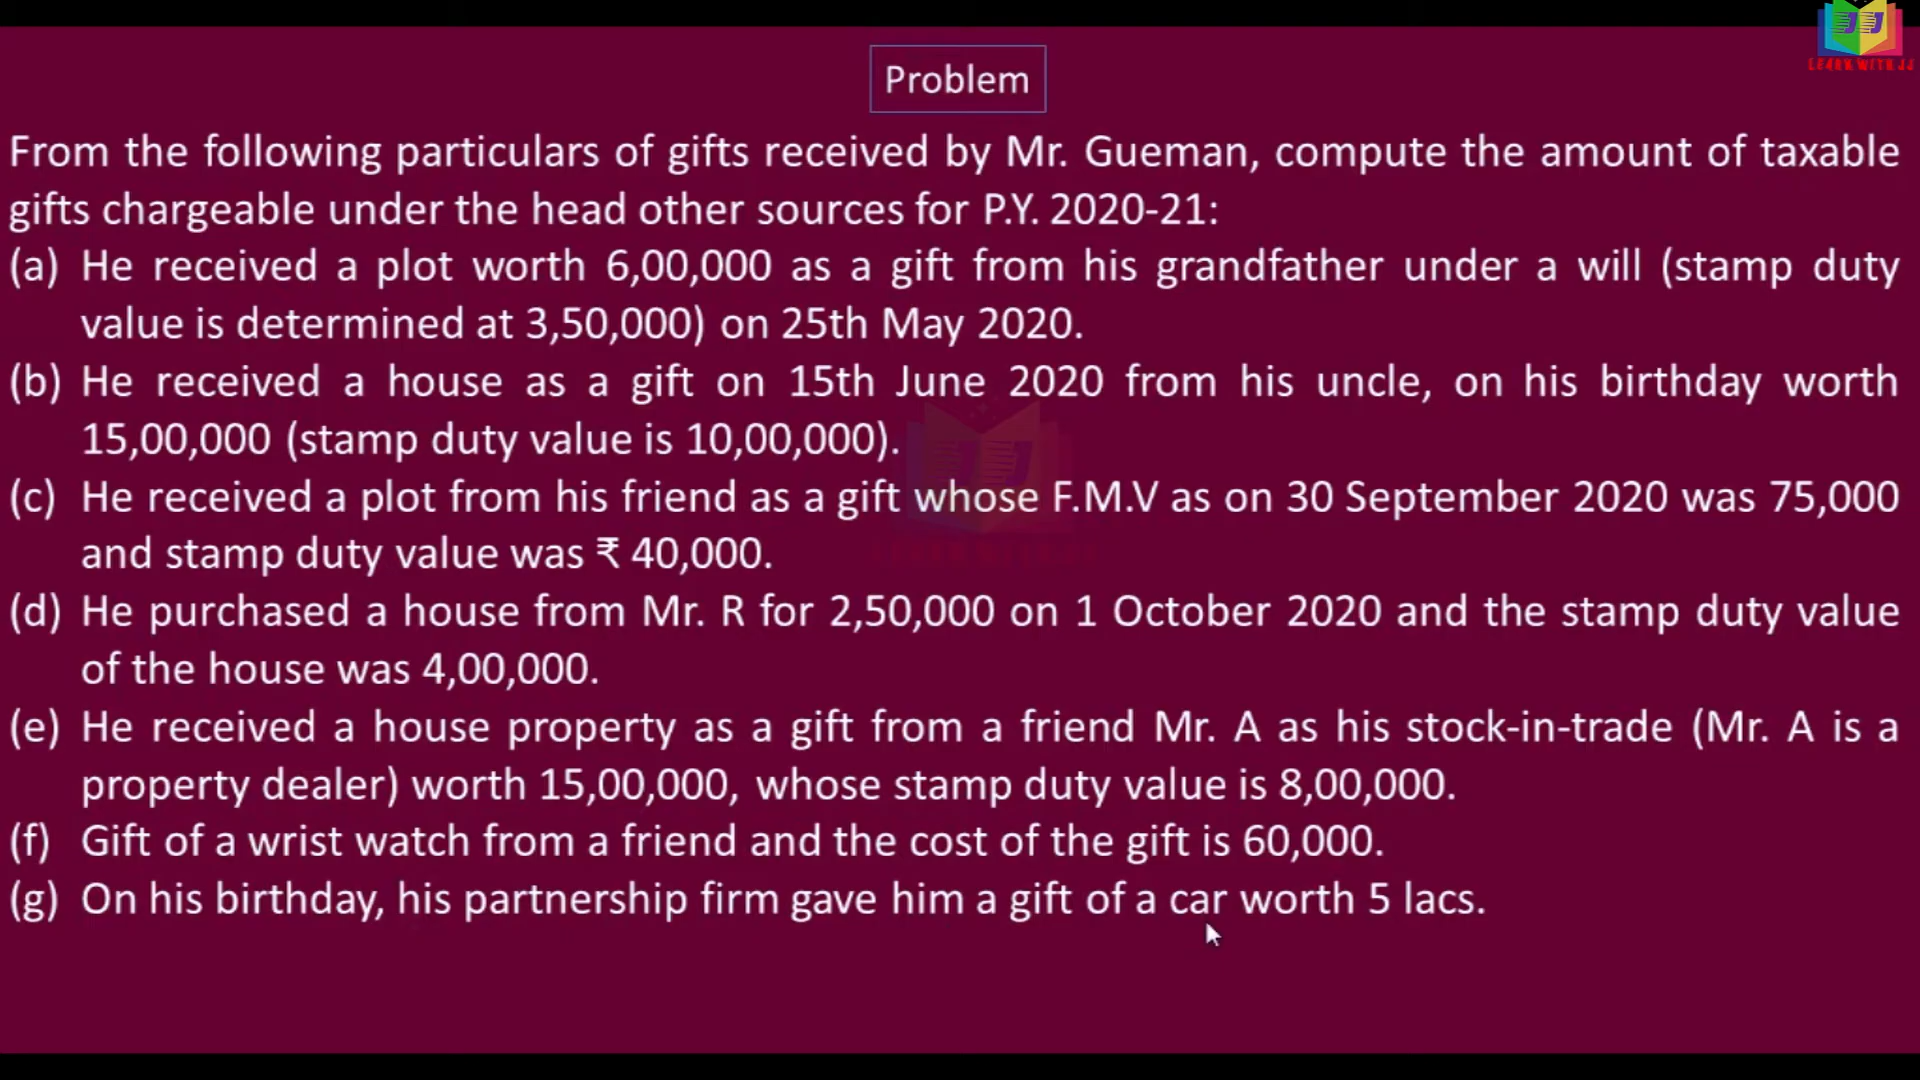 LEARN WITH JJ
Problem
From the following particulars of gifts received by Mr. Gueman, compute the amount of taxable
gifts chargeable under the head other sources for P.Y. 2020-21:
(a) He received a plot worth 6,00,000 as a gift from his grandfather under a will (stamp duty
value is determined at 3,50,000) on 25th May 2020.
(b) He received a house as a gift on 15th June 2020 from his uncle, on his birthday worth
15,00,000 (stamp duty value is 10,00,000).
(c) He received a plot from his friend as a gift whose F.M.V as on 30 September 2020 was 75,000
and stamp duty value was ₹ 40,000.
(d) He purchased a house from Mr. R for 2,50,000 on 1 October 2020 and the stamp duty value
of the house was 4,00,000.
(e) He received a house property as a gift from a friend Mr. A as his stock-in-trade (Mr. A is a
property dealer) worth 15,00,000, whose stamp duty value is 8,00,000.
(f) Gift of a wrist watch from a friend and the cost of the gift is 60,000.
(g) On his birthday, his partnership firm gave him a gift of a car worth 5 lacs.